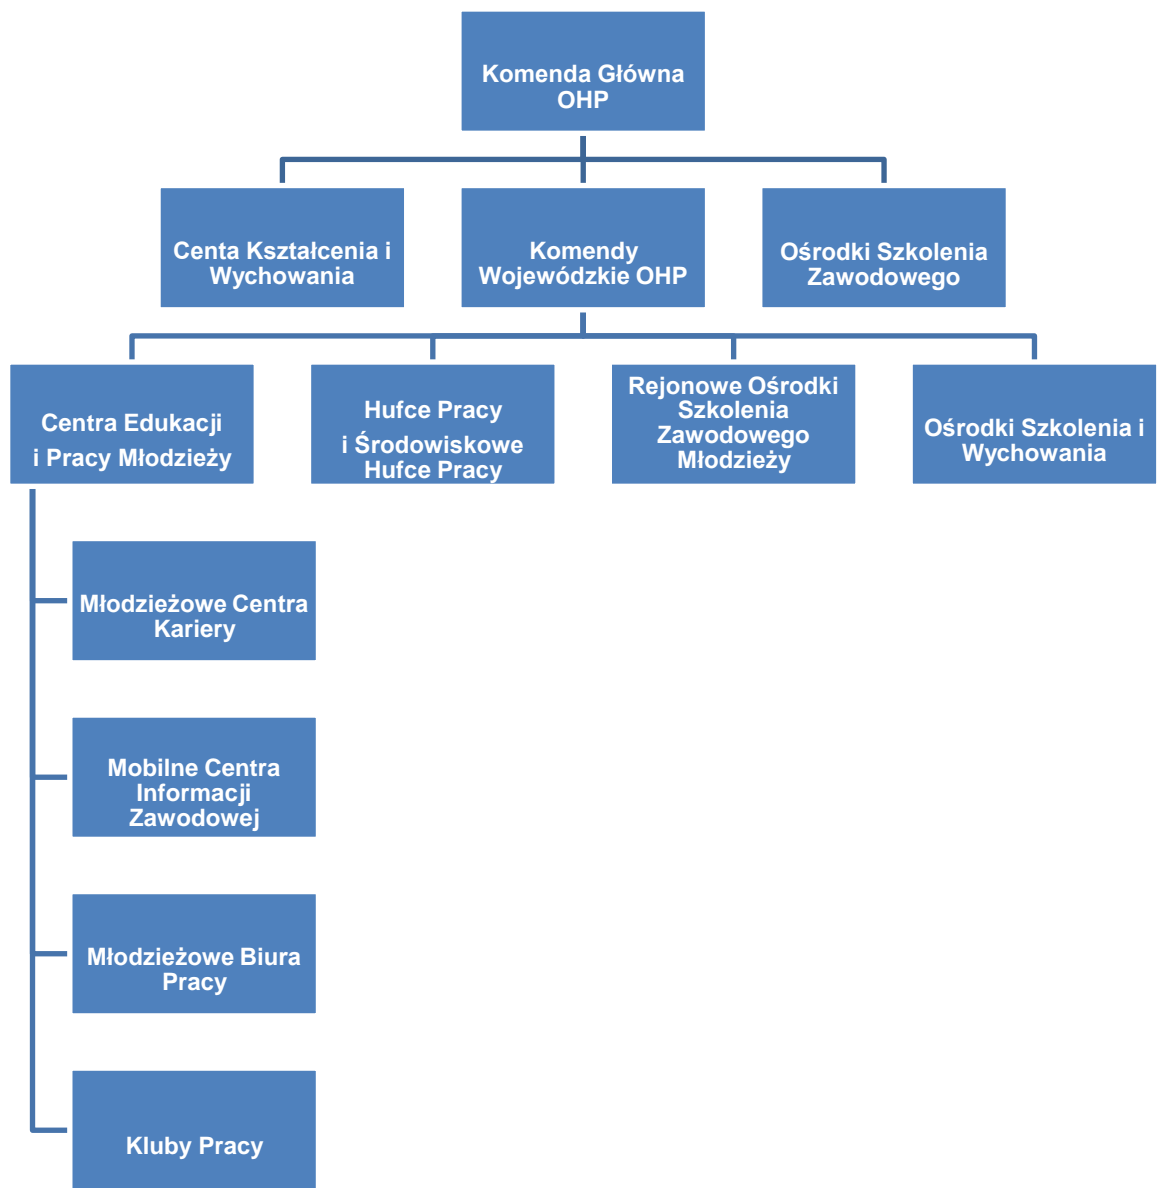 Komenda Główna
OHP
Centa Kształcenia i
Wychowania
Komendy
Wojewódzkie OHP
Ośrodki Szkolenia
Zawodowego
Centra Edukacji
i Pracy Młodzieży
Hufce Pracy
i Środowiskowe
Hufce Pracy
Rejonowe Ośrodki
Szkolenia
Zawodowego
Młodzieży
Ośrodki Szkolenia i
Wychowania
Młodzieżowe Centra
Kariery
Mobilne Centra
Informacji
Zawodowej
Młodzieżowe Biura
Pracy
Kluby Pracy